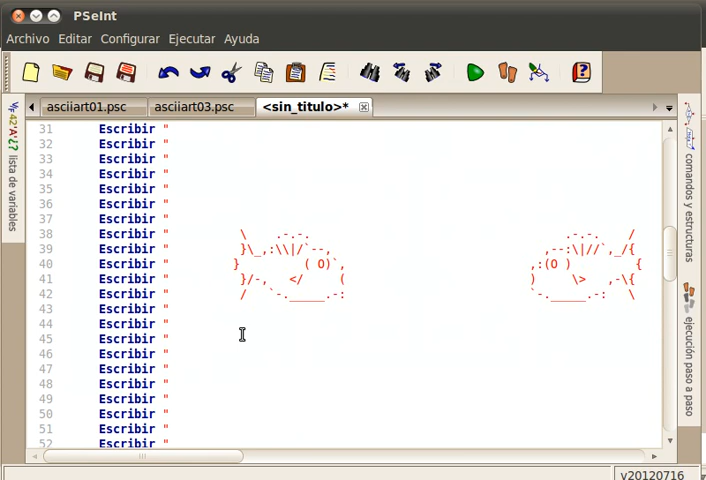 PSeInt
Archivo Editar Configurar Ejecutar Ayuda
asciiart01.psc asciiart03.psc <sin_titulo>*
lista de variables
comandos y estructuras
ejecución paso a paso
31 Escribir "
32 Escribir "
33 Escribir "
34 Escribir "
35 Escribir "
36 Escribir "
37 Escribir "
38 Escribir " \ .-.-. .-.-. /
39 Escribir " }\_,:\\|/`--, ,--:\|//`,_/{
40 Escribir " } ( O)`, ,:(O ) {
41 Escribir " }/-, </ ( ) \> ,-\{
42 Escribir " / `-._____.-: `-._____.-: \
43 Escribir "
44 Escribir "
45 Escribir "
46 Escribir "
47 Escribir "
48 Escribir "
49 Escribir "
50 Escribir "
51 Escribir "
52 Escribir "
v20120716